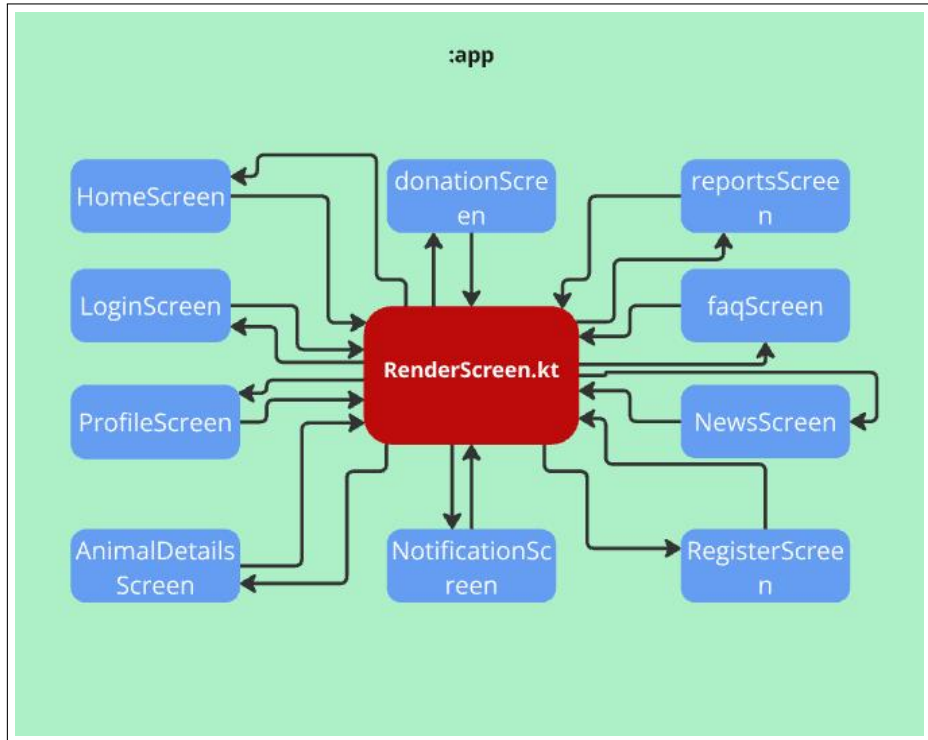 :app
HomeScreen
donationScre
en
reportsScree
n
LoginScreen
faqScreen
RenderScreen.kt
ProfileScreen
NewsScreen
AnimalDetails
Screen
NotificationSc
reen
RegisterScree
n